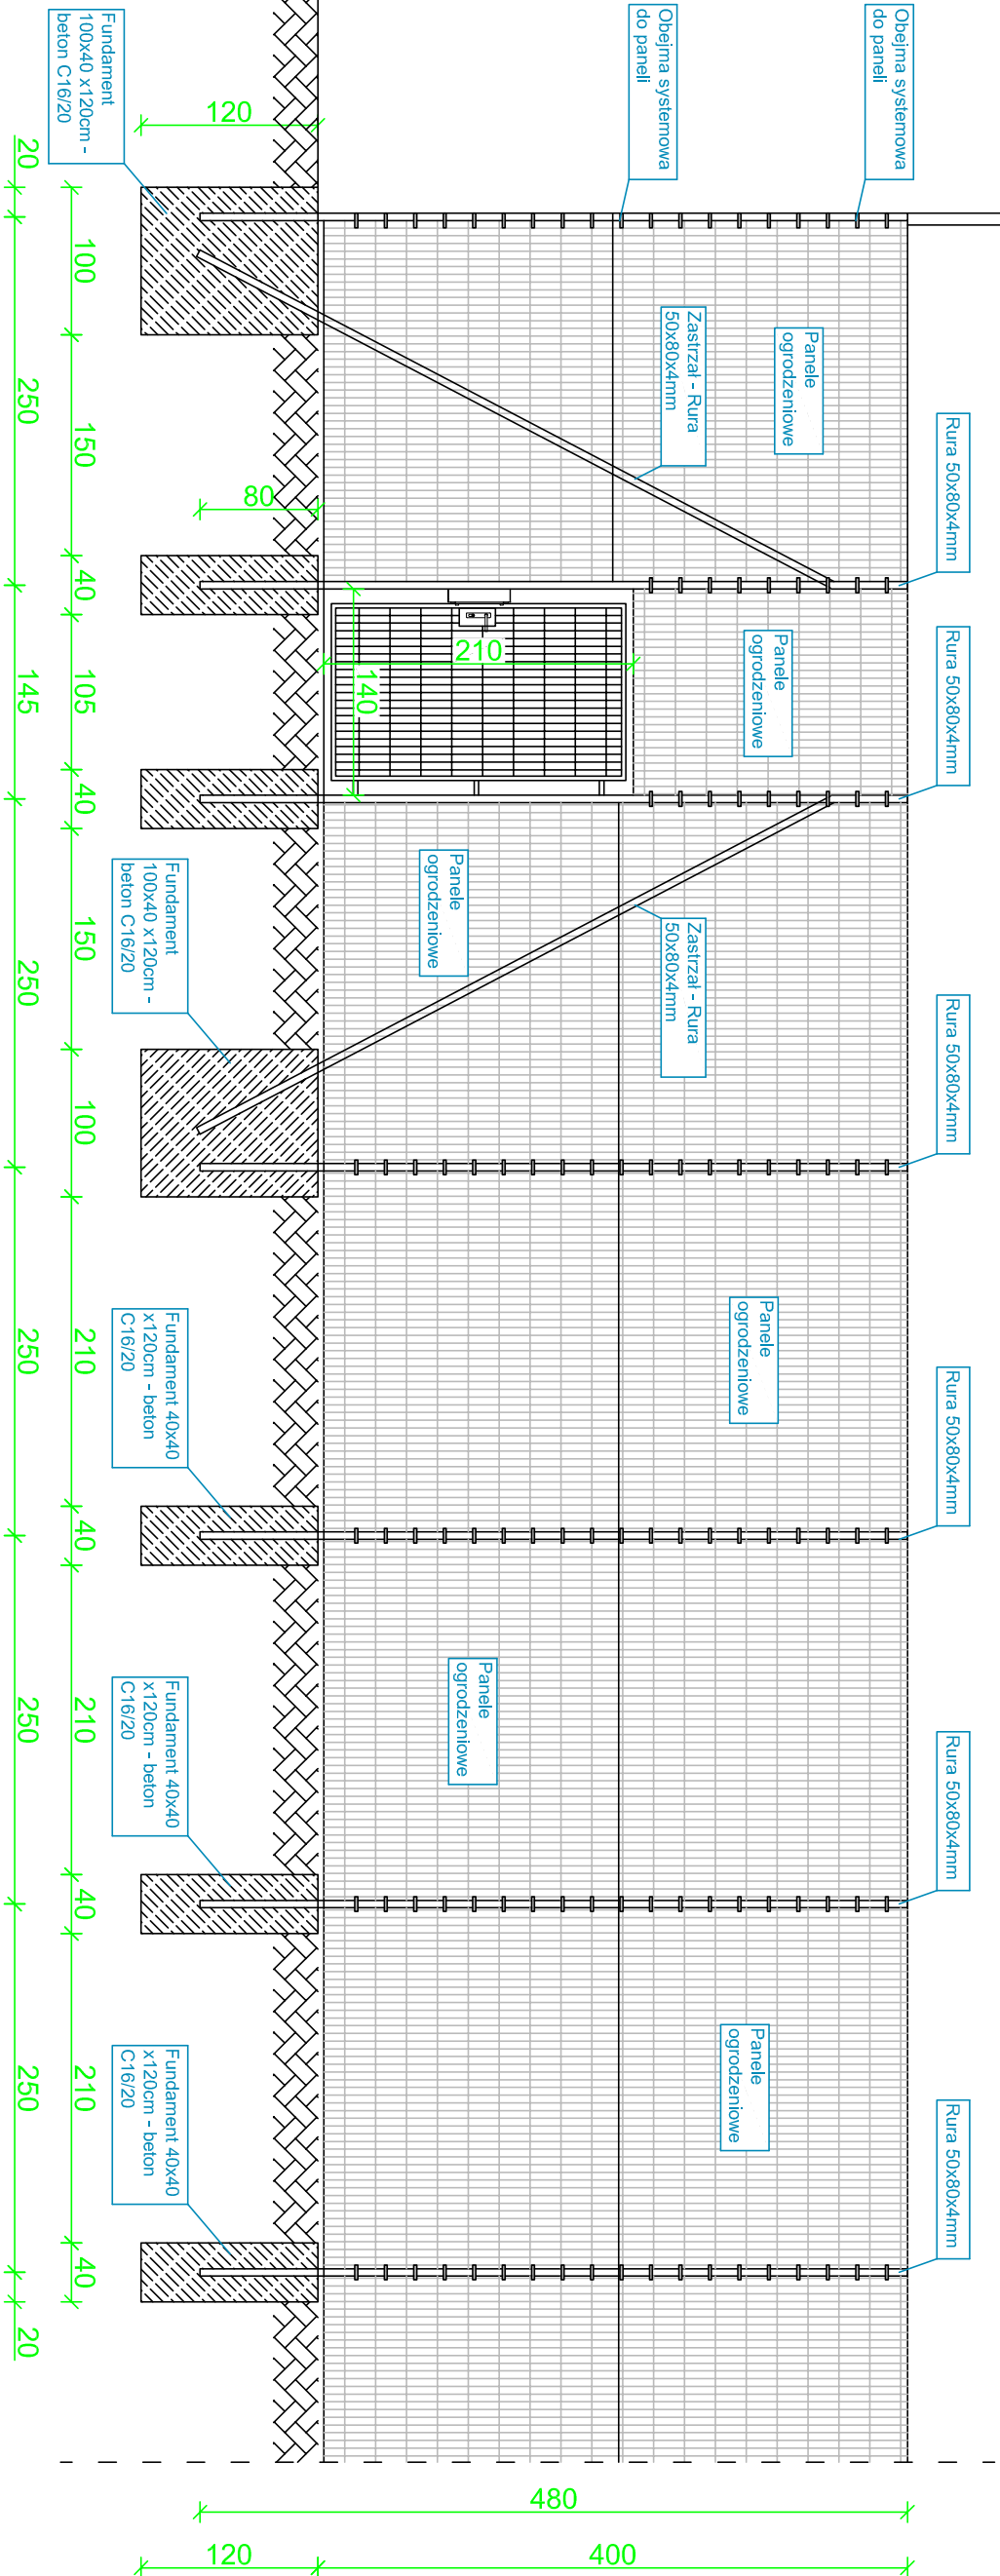 Obejma systemowa
do paneli
Obejma systemowa
do paneli
Rura 50x80x4mm
Rura 50x80x4mm
Rura 50x80x4mm
Rura 50x80x4mm
Rura 50x80x4mm
Rura 50x80x4mm
Panele
ogrodzeniowe
Zastrzał - Rura
50x80x4mm
Panele
ogrodzeniowe
Zastrzał - Rura
50x80x4mm
Panele
ogrodzeniowe
Panele
ogrodzeniowe
Panele
ogrodzeniowe
Panele
ogrodzeniowe
210
140
80
120
480
400
120
Fundament
100x40 x120cm -
beton C16/20
Fundament
100x40 x120cm -
beton C16/20
Fundament 40x40
x120cm - beton
C16/20
Fundament 40x40
x120cm - beton
C16/20
Fundament 40x40
x120cm - beton
C16/20
100
150
40
105
40
150
100
210
40
210
40
210
40
20
250
145
250
250
250
250
20